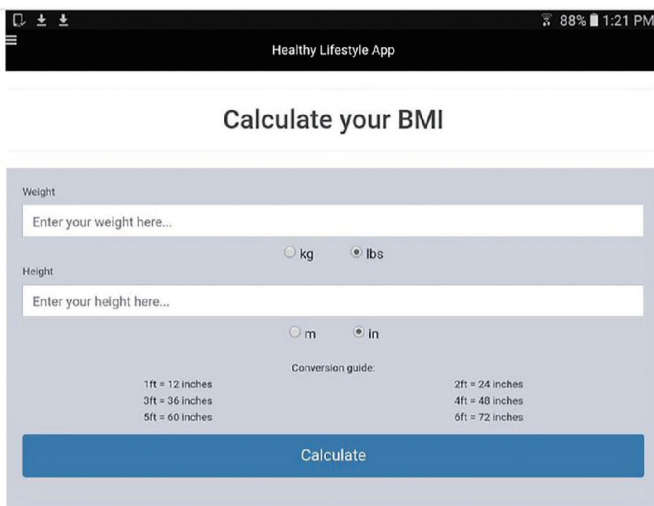 88% 1:21 PM
Healthy Lifestyle App
Calculate your BMI
Weight
Enter your weight here...
kg lbs
Height
Enter your height here...
m in
Conversion guide:
1ft = 12 inches 2ft = 24 inches
3ft = 36 inches 4ft = 48 inches
5ft = 60 inches 6ft = 72 inches
Calculate